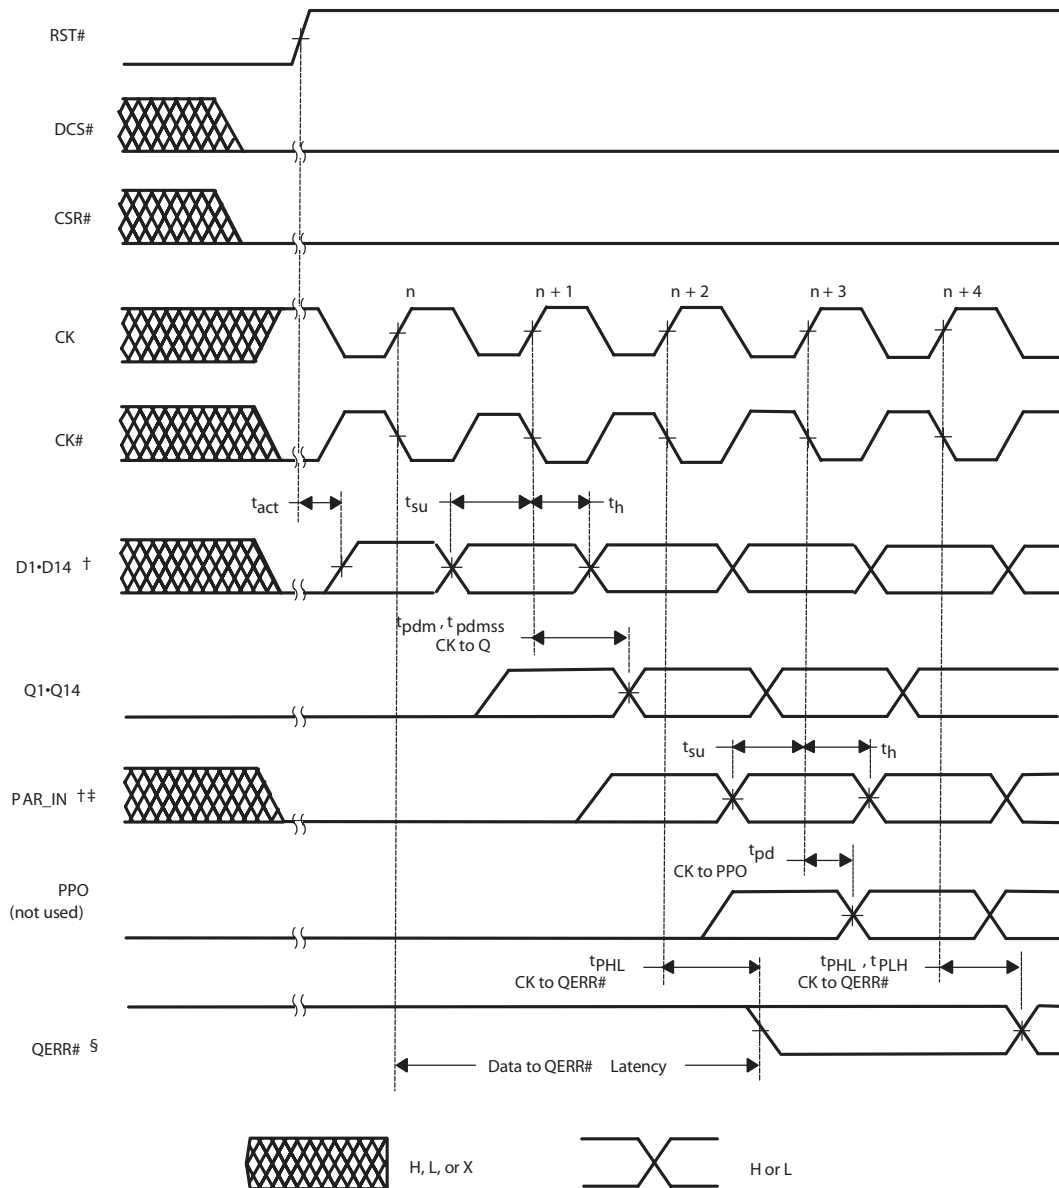 RST#
DCS#
CSR#
n
n + 1
n + 2
n + 3
n + 4
CK
CK#
tact
tsu
th
D1•D14 †
tpdm , tpdmss
CK to Q
Q1•Q14
tsu
th
PAR_IN †‡
tpd
CK to PPO
PPO
(not used)
tPHL
CK to QERR#
tPHL , tPLH
CK to QERR#
QERR# §
Data to QERR# Latency
H, L, or X
H or L